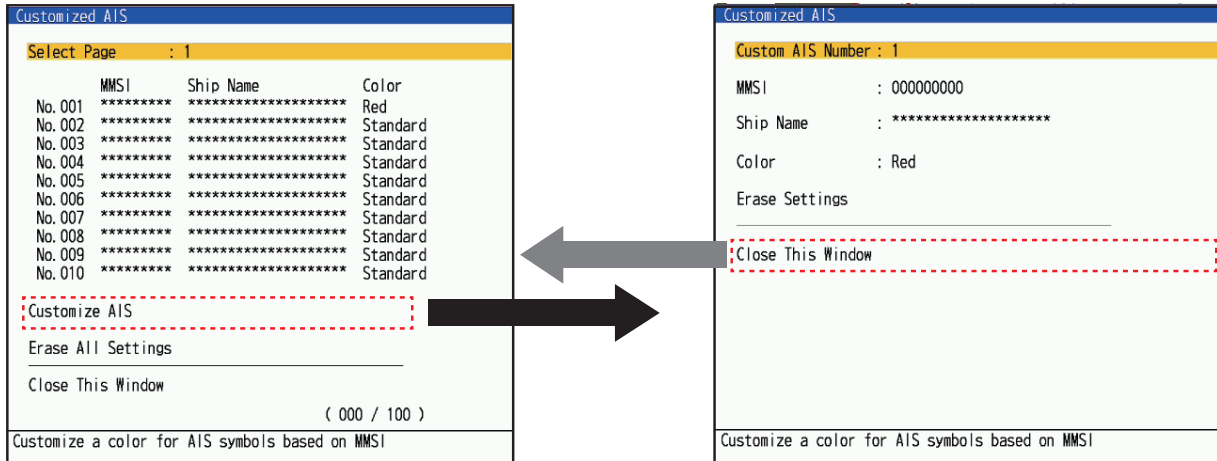 Customized AIS
Select Page : 1
MMSI Ship Name Color
No. 001 ********* ******************** Red
No. 002 ********* ******************** Standard
No. 003 ********* ******************** Standard
No. 004 ********* ******************** Standard
No. 005 ********* ******************** Standard
No. 006 ********* ******************** Standard
No. 007 ********* ******************** Standard
No. 008 ********* ******************** Standard
No. 009 ********* ******************** Standard
No. 010 ********* ******************** Standard
Customize AIS
Erase All Settings
Close This Window
( 000 / 100 )
Customize a color for AIS symbols based on MMSI
Customized AIS
Custom AIS Number : 1
MMSI : 000000000
Ship Name : ********************
Color : Red
Erase Settings
Close This Window
Customize a color for AIS symbols based on MMSI